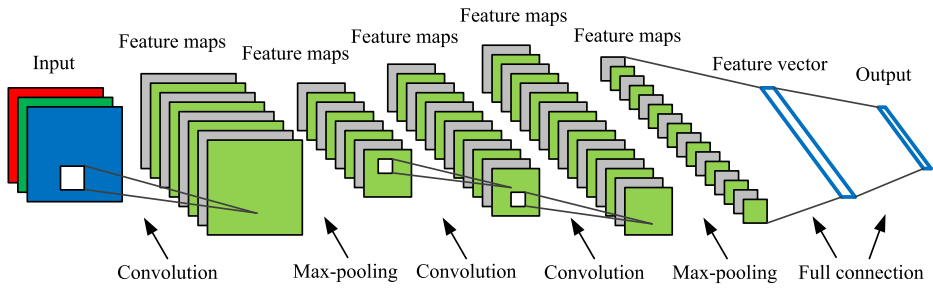 Input
Feature maps
Feature maps
Feature maps
Feature maps
Feature maps
Feature vector
Output
Convolution
Max-pooling
Convolution
Convolution
Max-pooling
Full connection